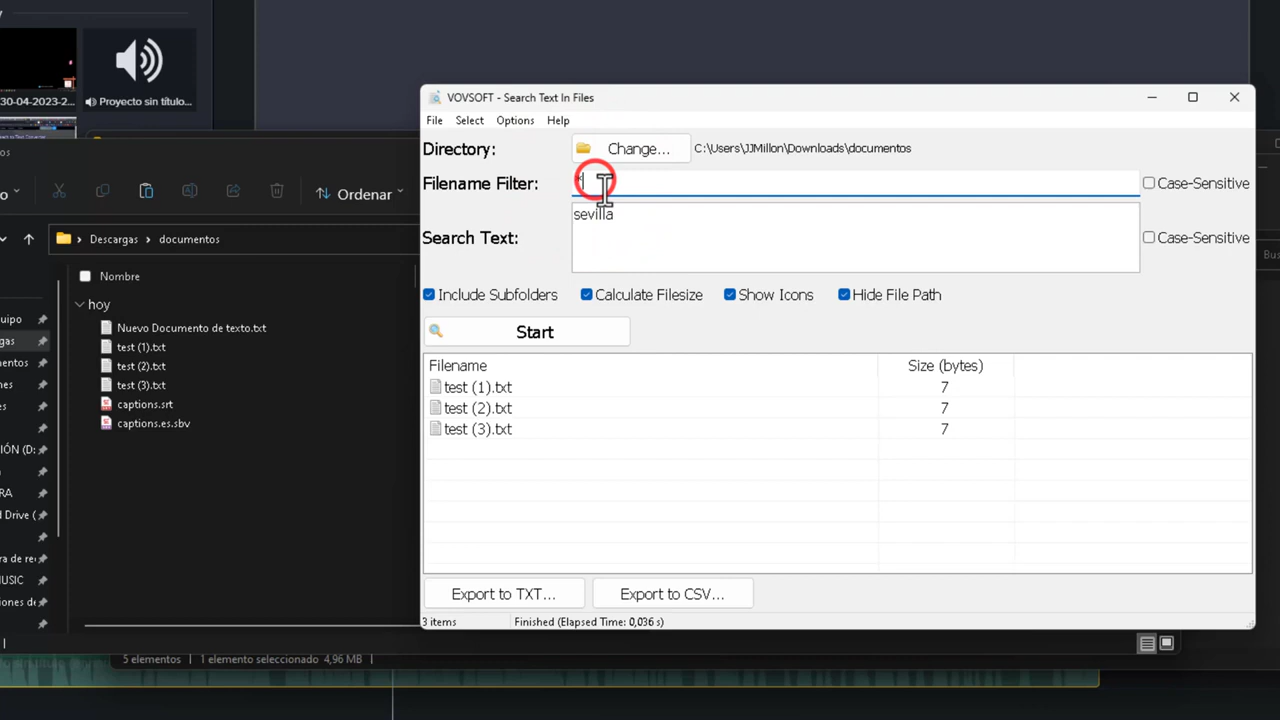 30-04-2023-2...
Proyecto sin título...
VOVSOFT - Search Text In Files
File Select Options Help
Directory: Change... C:\Users\JJMillon\Downloads\documentos
Filename Filter: * Case-Sensitive
sevilla
Search Text: Case-Sensitive
Include Subfolders Calculate Filesize Show Icons Hide File Path
Start
Filename Size (bytes)
test (1).txt 7
test (2).txt 7
test (3).txt 7
Export to TXT... Export to CSV...
3 items Finished (Elapsed Time: 0,036 s)
Ordenar
Descargas > documentos
Nombre
hoy
Nuevo Documento de texto.txt
test (1).txt
test (2).txt
test (3).txt
captions.srt
captions.es.sbv
5 elementos 1 elemento seleccionado 4,96 MB